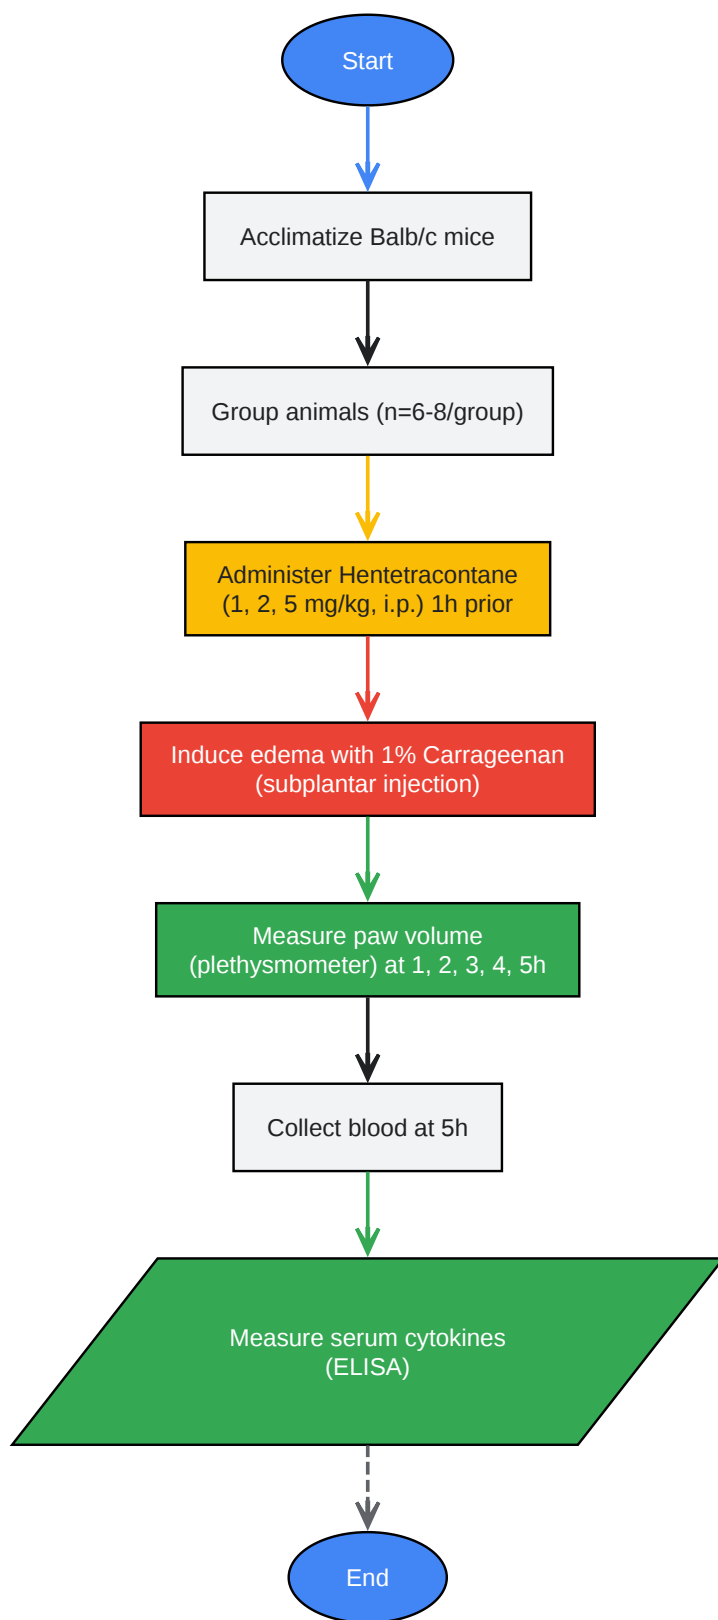 Start
Acclimatize Balb/c mice
Group animals (n=6-8/group)
Administer Hentetracontane
(1, 2, 5 mg/kg, i.p.) 1h prior
Induce edema with 1% Carrageenan
(subplantar injection)
Measure paw volume
(plethysmometer) at 1, 2, 3, 4, 5h
Collect blood at 5h
Measure serum cytokines
(ELISA)
End